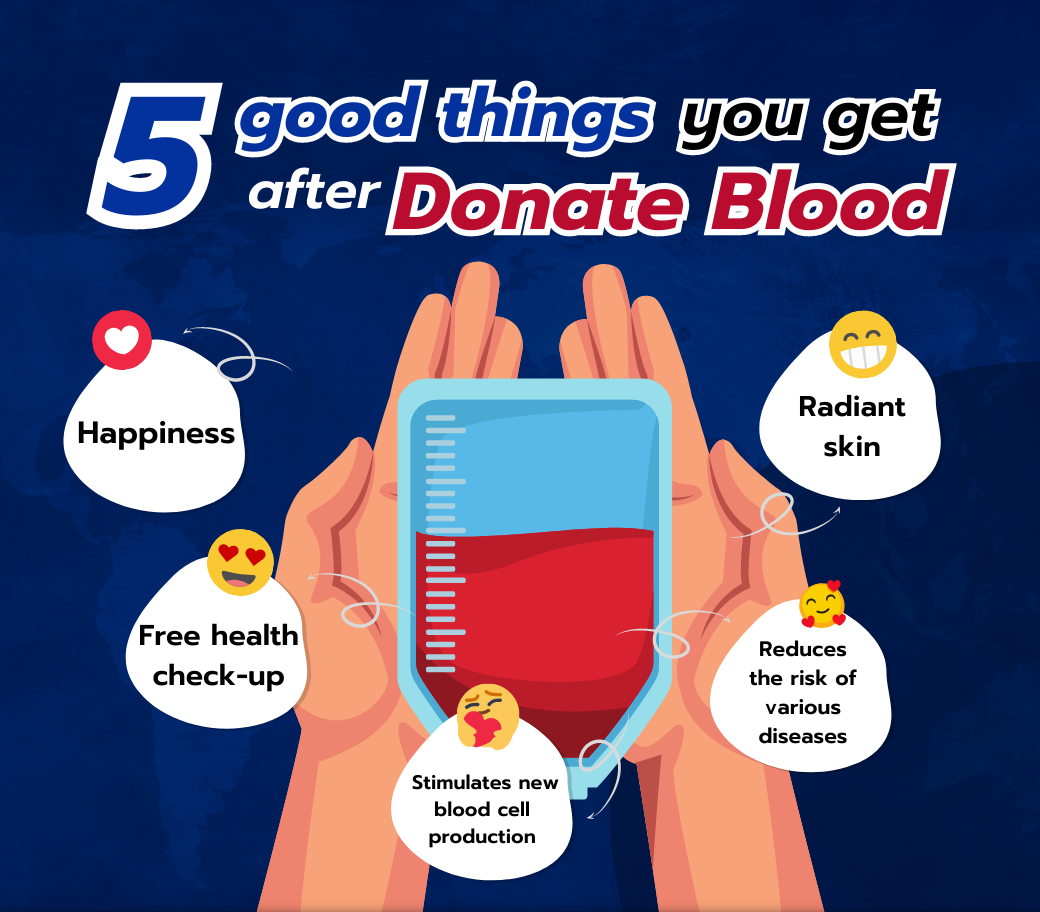 5 good things you get
after Donate Blood
Happiness
Radiant
skin
Free health
check-up
Reduces
the risk of
various
diseases
Stimulates new
blood cell
production